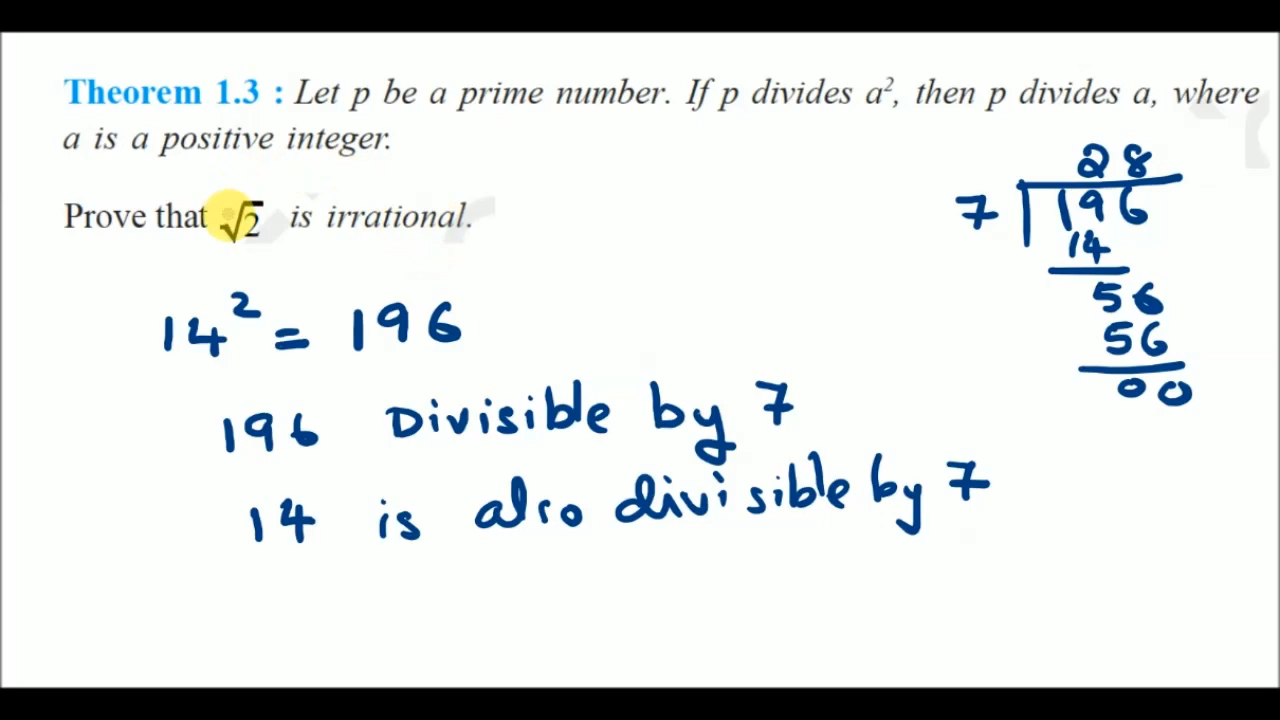 Theorem 1.3 : Let p be a prime number. If p divides a², then p divides a, where
a is a positive integer.
Prove that √2 is irrational.
14² = 196
196 Divisible by 7
14 is also divisible by 7
28
7 196
14
56
56
00